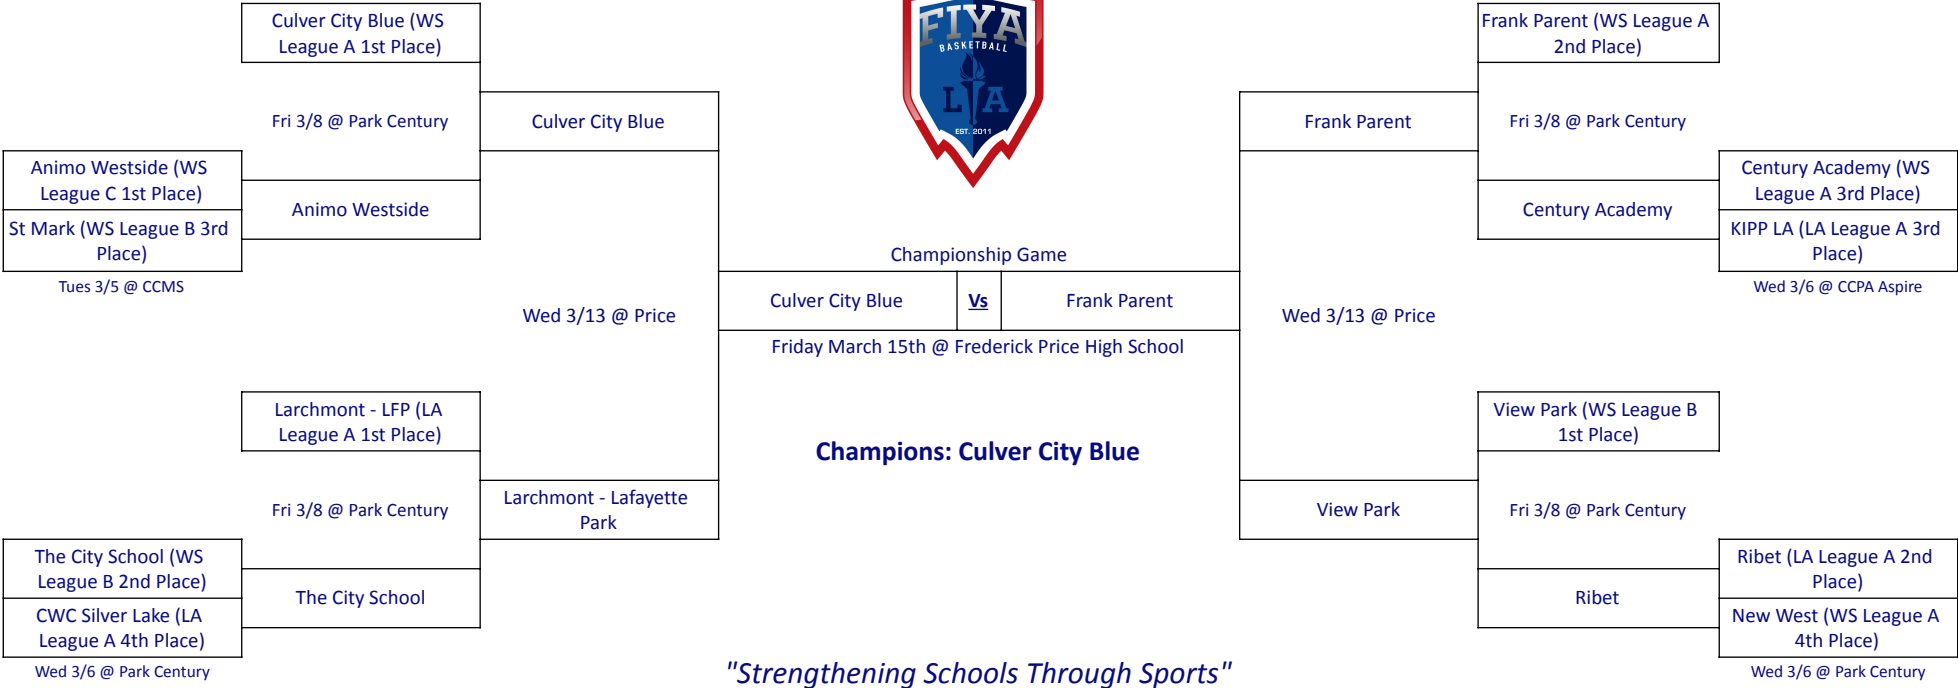 Culver City Blue (WS
League A 1st Place)
FIYA
BASKETBALL
LA
EST. 2011
Frank Parent (WS League A
2nd Place)
Fri 3/8 @ Park Century
Culver City Blue
Frank Parent
Fri 3/8 @ Park Century
Animo Westside (WS
League C 1st Place)
Animo Westside
St Mark (WS League B 3rd
Place)
Tues 3/5 @ CCMS
Century Academy (WS
League A 3rd Place)
Century Academy
KIPP LA (LA League A 3rd
Place)
Wed 3/6 @ CCPA Aspire
Championship Game
Wed 3/13 @ Price
Culver City Blue
Vs
Frank Parent
Wed 3/13 @ Price
Friday March 15th @ Frederick Price High School
Larchmont - LFP (LA
League A 1st Place)
View Park (WS League B
1st Place)
Champions: Culver City Blue
Fri 3/8 @ Park Century
Larchmont - Lafayette
Park
View Park
Fri 3/8 @ Park Century
The City School (WS
League B 2nd Place)
The City School
CWC Silver Lake (LA
League A 4th Place)
Wed 3/6 @ Park Century
Ribet (LA League A 2nd
Place)
Ribet
New West (WS League A
4th Place)
Wed 3/6 @ Park Century
"Strengthening Schools Through Sports"